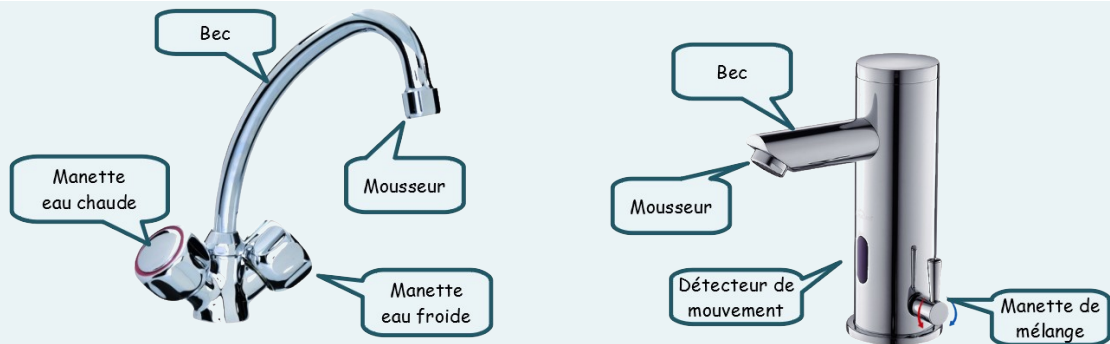 Bec
Mousseur
Manette
eau chaude
Manette
eau froide
Bec
Mousseur
Détecteur de
mouvement
Manette de
mélange